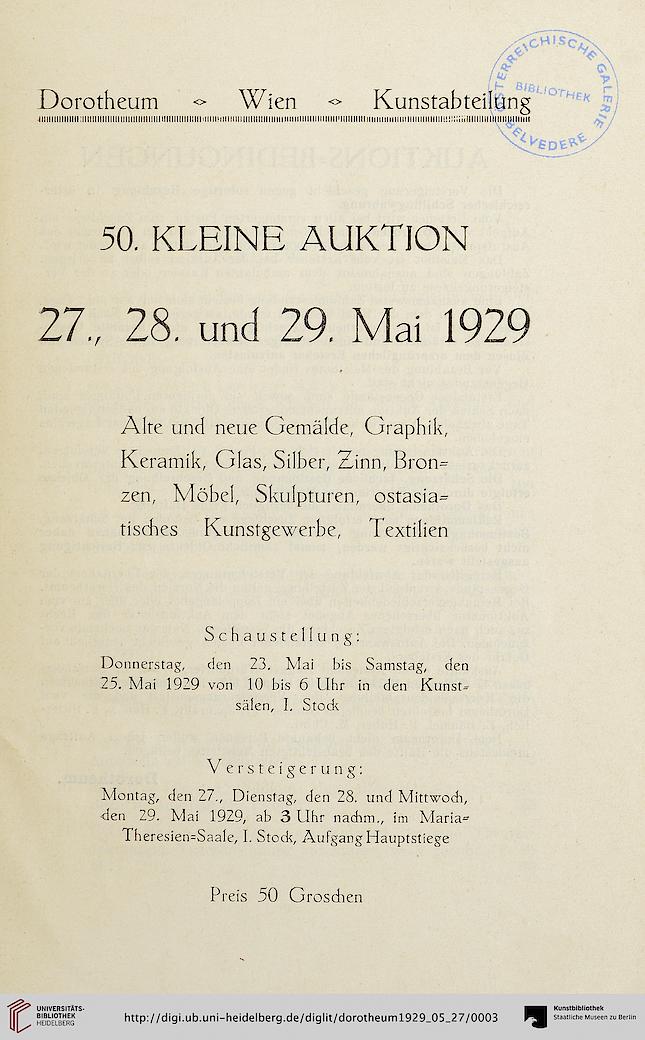 ÖSTERREICHISCHE GALERIE
BIBLIOTHEK
BELVEDERE
Dorotheum <> Wien <> Kunstabteilung
50. KLEINE AUKTION
27., 28. und 29. Mai 1929
Alte und neue Gemälde, Graphik,
Keramik, Glas, Silber, Zinn, Bron=
zen, Möbel, Skulpturen, ostasia=
tisches Kunstgewerbe, Textilien
Schaustellung:
Donnerstag, den 23. Mai bis Samstag, den
25. Mai 1929 von 10 bis 6 Uhr in den Kunst=
sälen, I. Stock
Versteigerung:
Montag, den 27., Dienstag, den 28. und Mittwoch,
den 29. Mai 1929, ab 3 Uhr nachm., im Maria=
Theresien=Saale, I. Stock, Aufgang Hauptstiege
Preis 50 Groschen
UNIVERSITÄTS-
BIBLIOTHEK
HEIDELBERG
http://digi.ub.uni-heidelberg.de/diglit/dorotheum1929_05_27/0003
Kunstbibliothek
Staatliche Museen zu Berlin